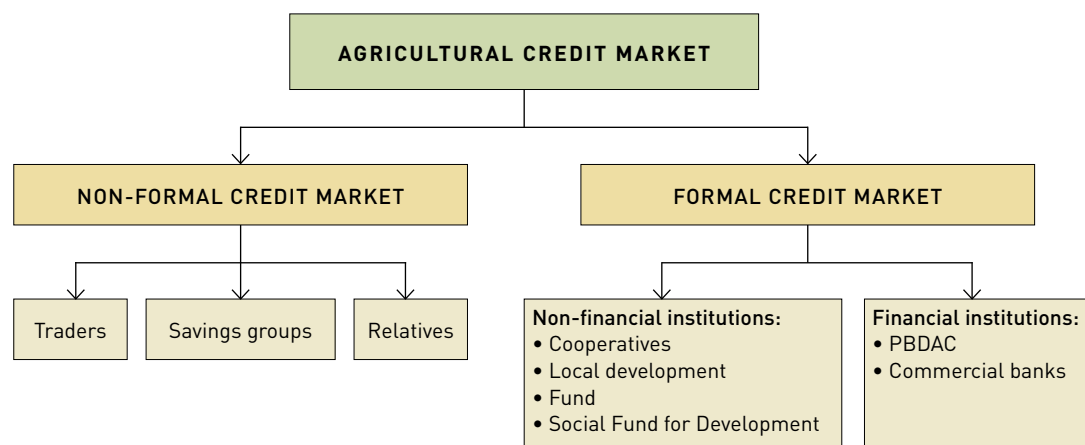 AGRICULTURAL CREDIT MARKET
NON-FORMAL CREDIT MARKET
FORMAL CREDIT MARKET
Traders
Savings groups
Relatives
Non-financial institutions:
• Cooperatives
• Local development
• Fund
• Social Fund for Development
Financial institutions:
• PBDAC
• Commercial banks